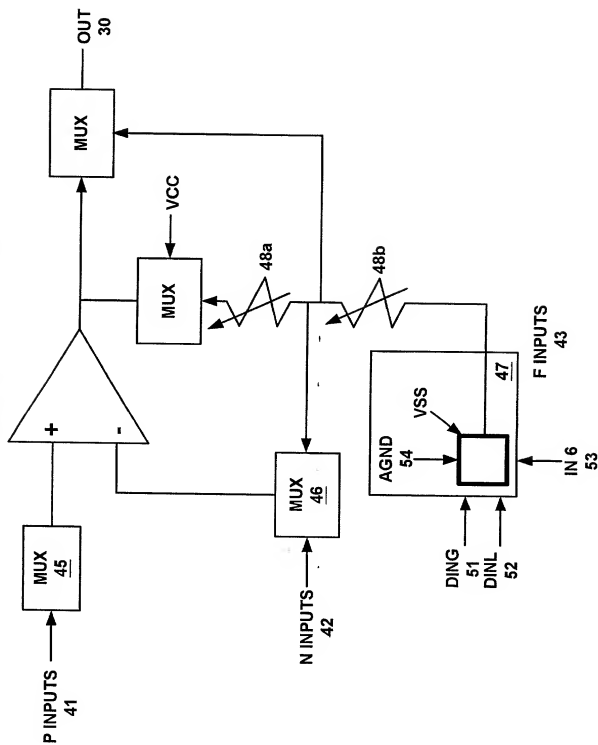 OUT
30
MUX
VCC
MUX
48a
48b
+
-
MUX
45
P INPUTS
41
MUX
46
N INPUTS
42
F INPUTS
43
47
VSS
AGND
54
IN 6
53
DING
51
DINL
52